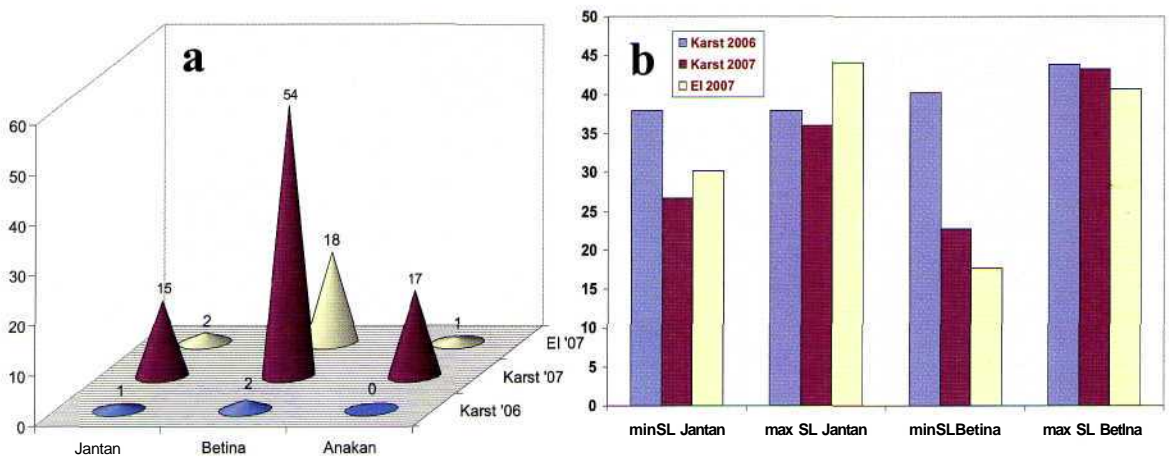 a
60
50
40
30
20
10
0
54
18
17
15
2
1
1
2
0
Jantan
Betina
Anakan
Karst '06
Karst '07
EI '07
b
50
45
40
35
30
25
20
15
10
5
0
Karst 2006
Karst 2007
EI 2007
minSL Jantan
max SL Jantan
minSLBetina
max SL Betina